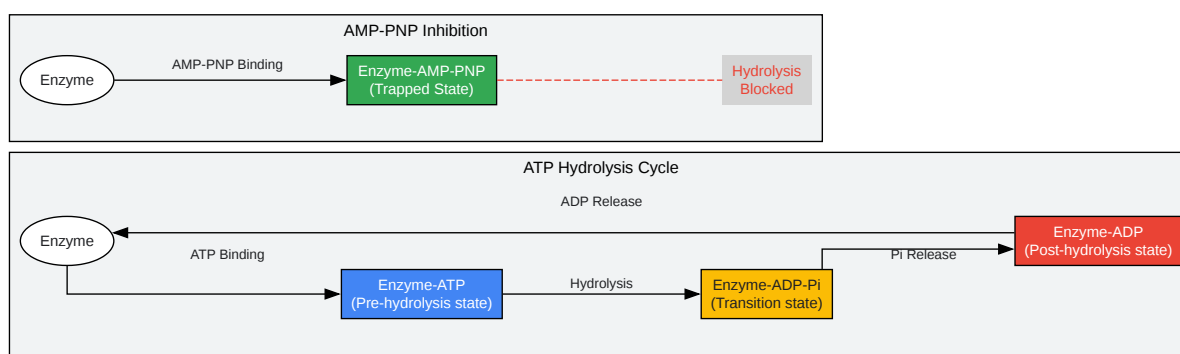 AMP-PNP Inhibition
Enzyme
AMP-PNP Binding
Enzyme-AMP-PNP
(Trapped State)
Hydrolysis
Blocked
ATP Hydrolysis Cycle
ADP Release
Enzyme
ATP Binding
Enzyme-ATP
(Pre-hydrolysis state)
Hydrolysis
Enzyme-ADP-Pi
(Transition state)
Pi Release
Enzyme-ADP
(Post-hydrolysis state)